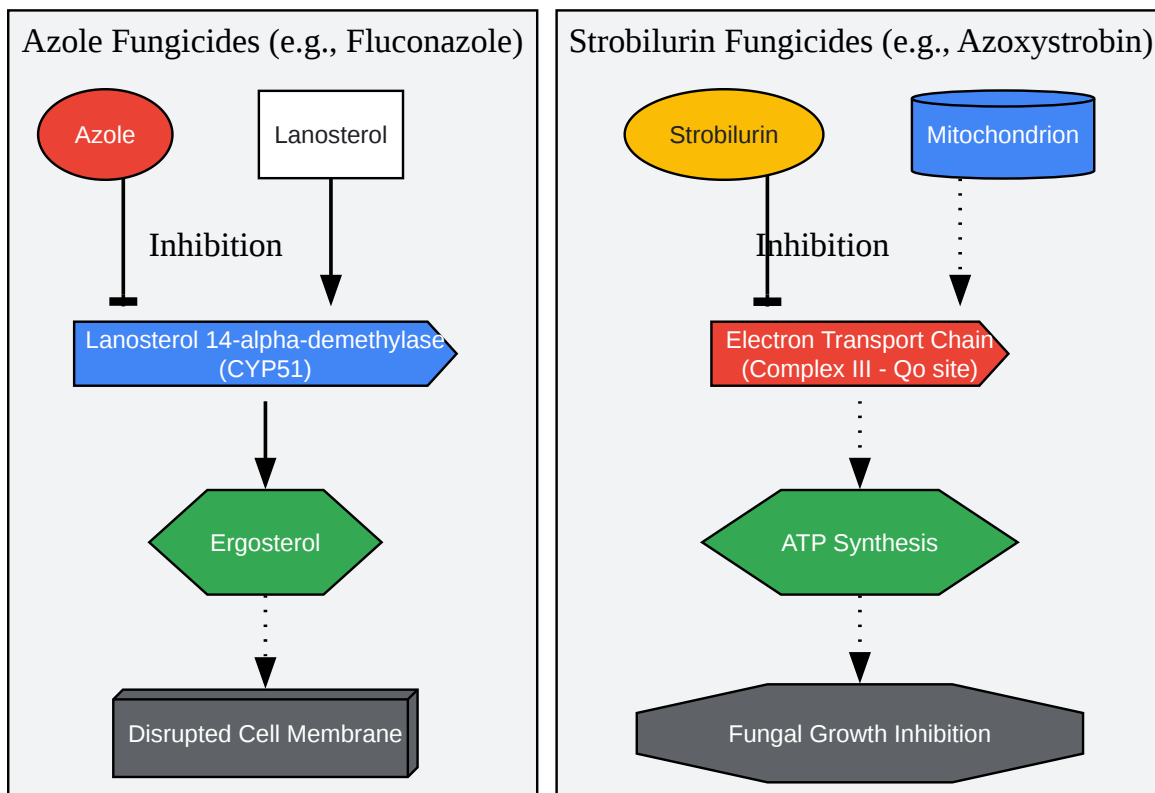 Azole Fungicides (e.g., Fluconazole)
Azole
Lanosterol
Inhibition
Lanosterol 14-alpha-demethylase
(CYP51)
Ergosterol
Disrupted Cell Membrane
Strobilurin Fungicides (e.g., Azoxystrobin)
Strobilurin
Mitochondrion
Inhibition
Electron Transport Chain
(Complex III - Qo site)
ATP Synthesis
Fungal Growth Inhibition